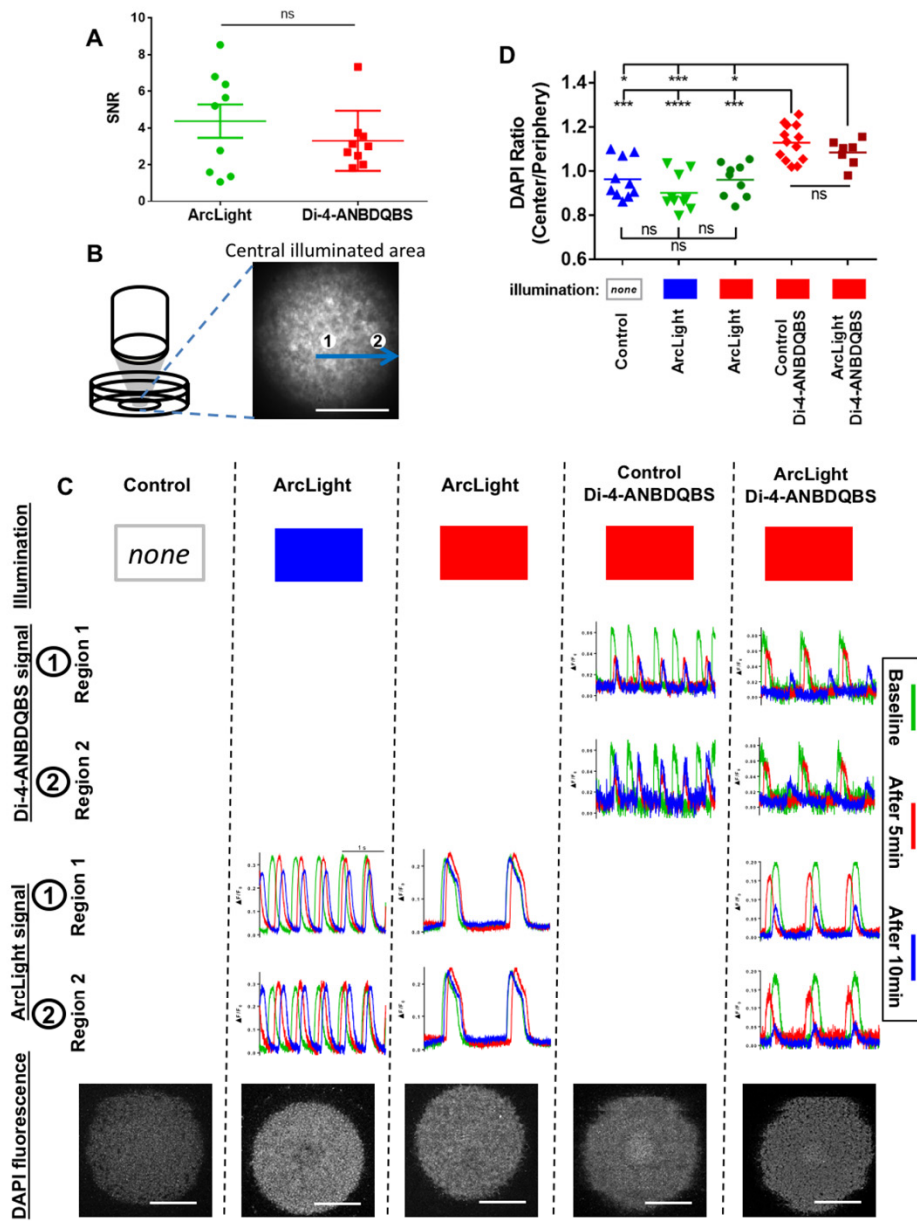 A
ns
10
8
6
4
2
0
SNR
ArcLight
Di-4-ANBDQBS
B
Central illuminated area
1
2
D
* *** *
*** **** ***
1.4
1.2
1.0
0.8
0.6
DAPI Ratio
(Center/Periphery)
ns
ns
ns
ns
illumination:
none
Control
ArcLight
ArcLight
Control
Di-4-ANBDQBS
ArcLight
Di-4-ANBDQBS
C
Control
ArcLight
ArcLight
Control
Di-4-ANBDQBS
ArcLight
Di-4-ANBDQBS
Illumination
none
Di-4-ANBDQBS signal
1
Region 1
2
Region 2
ArcLight signal
1
Region 1
1 s
2
Region 2
Baseline
After 5min
After 10min
DAPI fluorescence